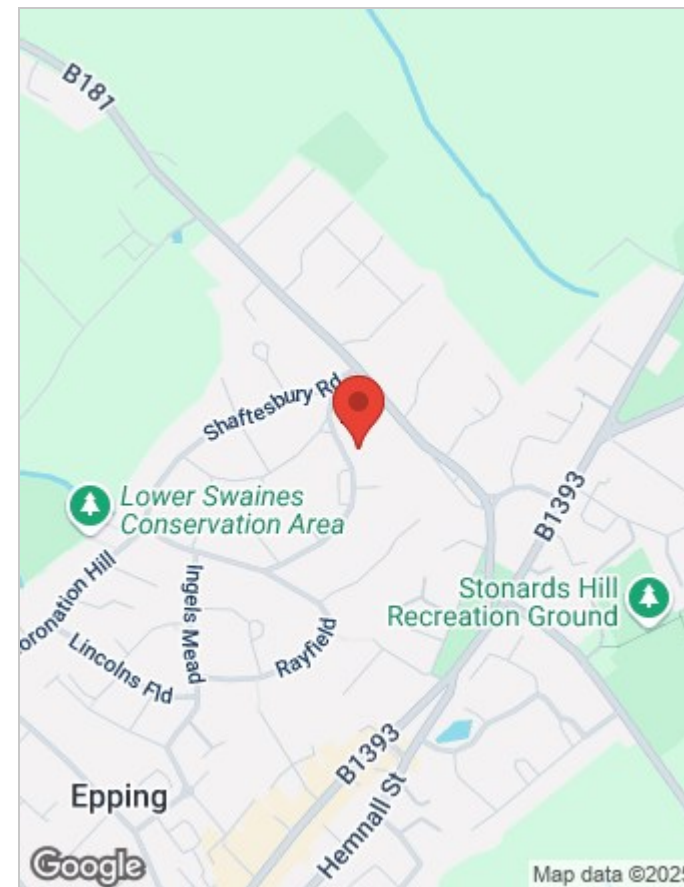 B181
Shaftesbury Rd
Lower Swaines
Conservation Area
B1393
Stonards Hill
Recreation Ground
oronation Hill
Ingels Mead
Lincolns Fld
Rayfield
B1393
Epping
Hemnall St
Google
Map data ©2025